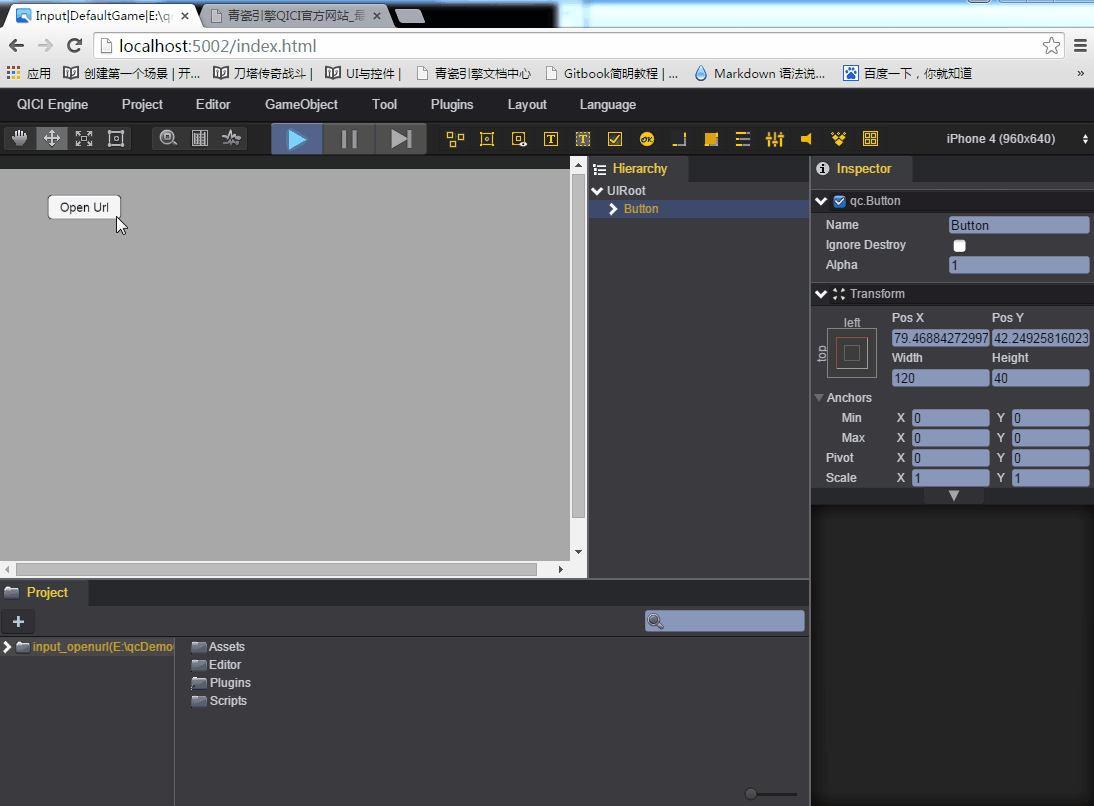 Input|DefaultGame|E:\qc
青瓷引擎QICI官方网站_最
localhost:5002/index.html
应用 创建第一个场景 | 开... 刀塔传奇战斗 | UI与控件 | 青瓷引擎文档中心 Gitbook简明教程 | ... Markdown 语法说... 百度一下，你就知道 »
QICI Engine Project Editor GameObject Tool Plugins Layout Language
T T OK iPhone 4 (960x640)
Open Url
Hierarchy
UIRoot
Button
Inspector
qc.Button
Name Button
Ignore Destroy
Alpha 1
Transform
left
top
Pos X Pos Y
79.46884272997 42.24925816023
Width Height
120 40
Anchors
Min X 0 Y 0
Max X 0 Y 0
Pivot X 0 Y 0
Scale X 1 Y 1
Project
+
input_openurl(E:\qcDemo
Assets
Editor
Plugins
Scripts